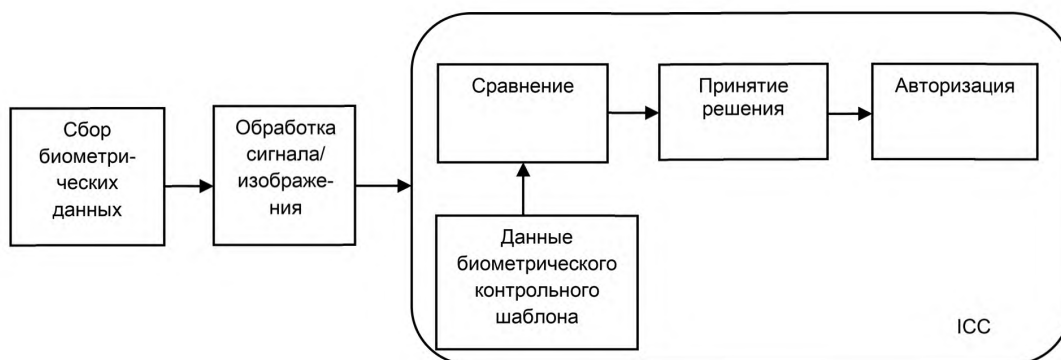 Сбор
биометри-
ческих
данных
Обработка
сигнала/
изображе-
ния
Сравнение
Принятие
решения
Авторизация
Данные
биометрического
контрольного
шаблона
ICC